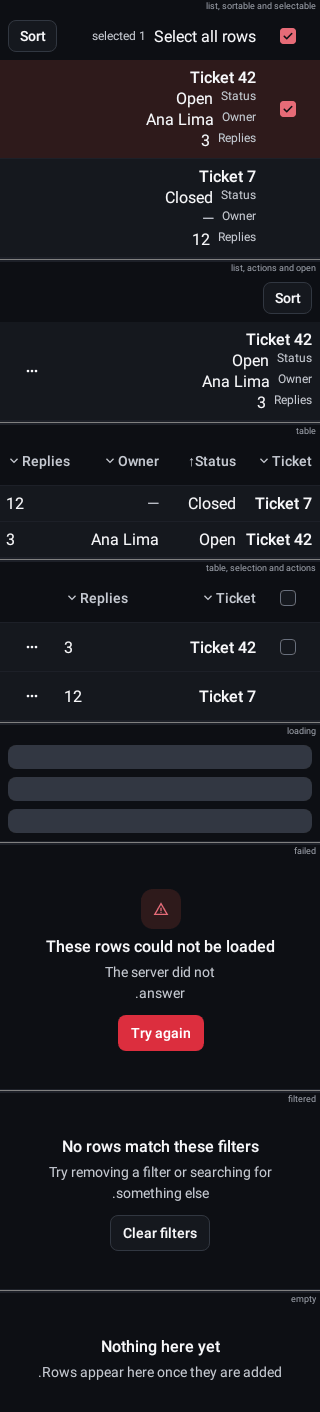 list, sortable and selectable
Select all rows selected 1 Sort
Ticket 42
Status Open
Owner Ana Lima
Replies 3
Ticket 7
Status Closed
Owner —
Replies 12
list, actions and open
Sort
Ticket 42
Status Open
Owner Ana Lima
Replies 3
table
Ticket ↑Status Owner Replies
Ticket 7 Closed — 12
Ticket 42 Open Ana Lima 3
table, selection and actions
Ticket Replies
Ticket 42 3
Ticket 7 12
loading
failed
These rows could not be loaded
The server did not
.answer
Try again
filtered
No rows match these filters
Try removing a filter or searching for
.something else
Clear filters
empty
Nothing here yet
.Rows appear here once they are added